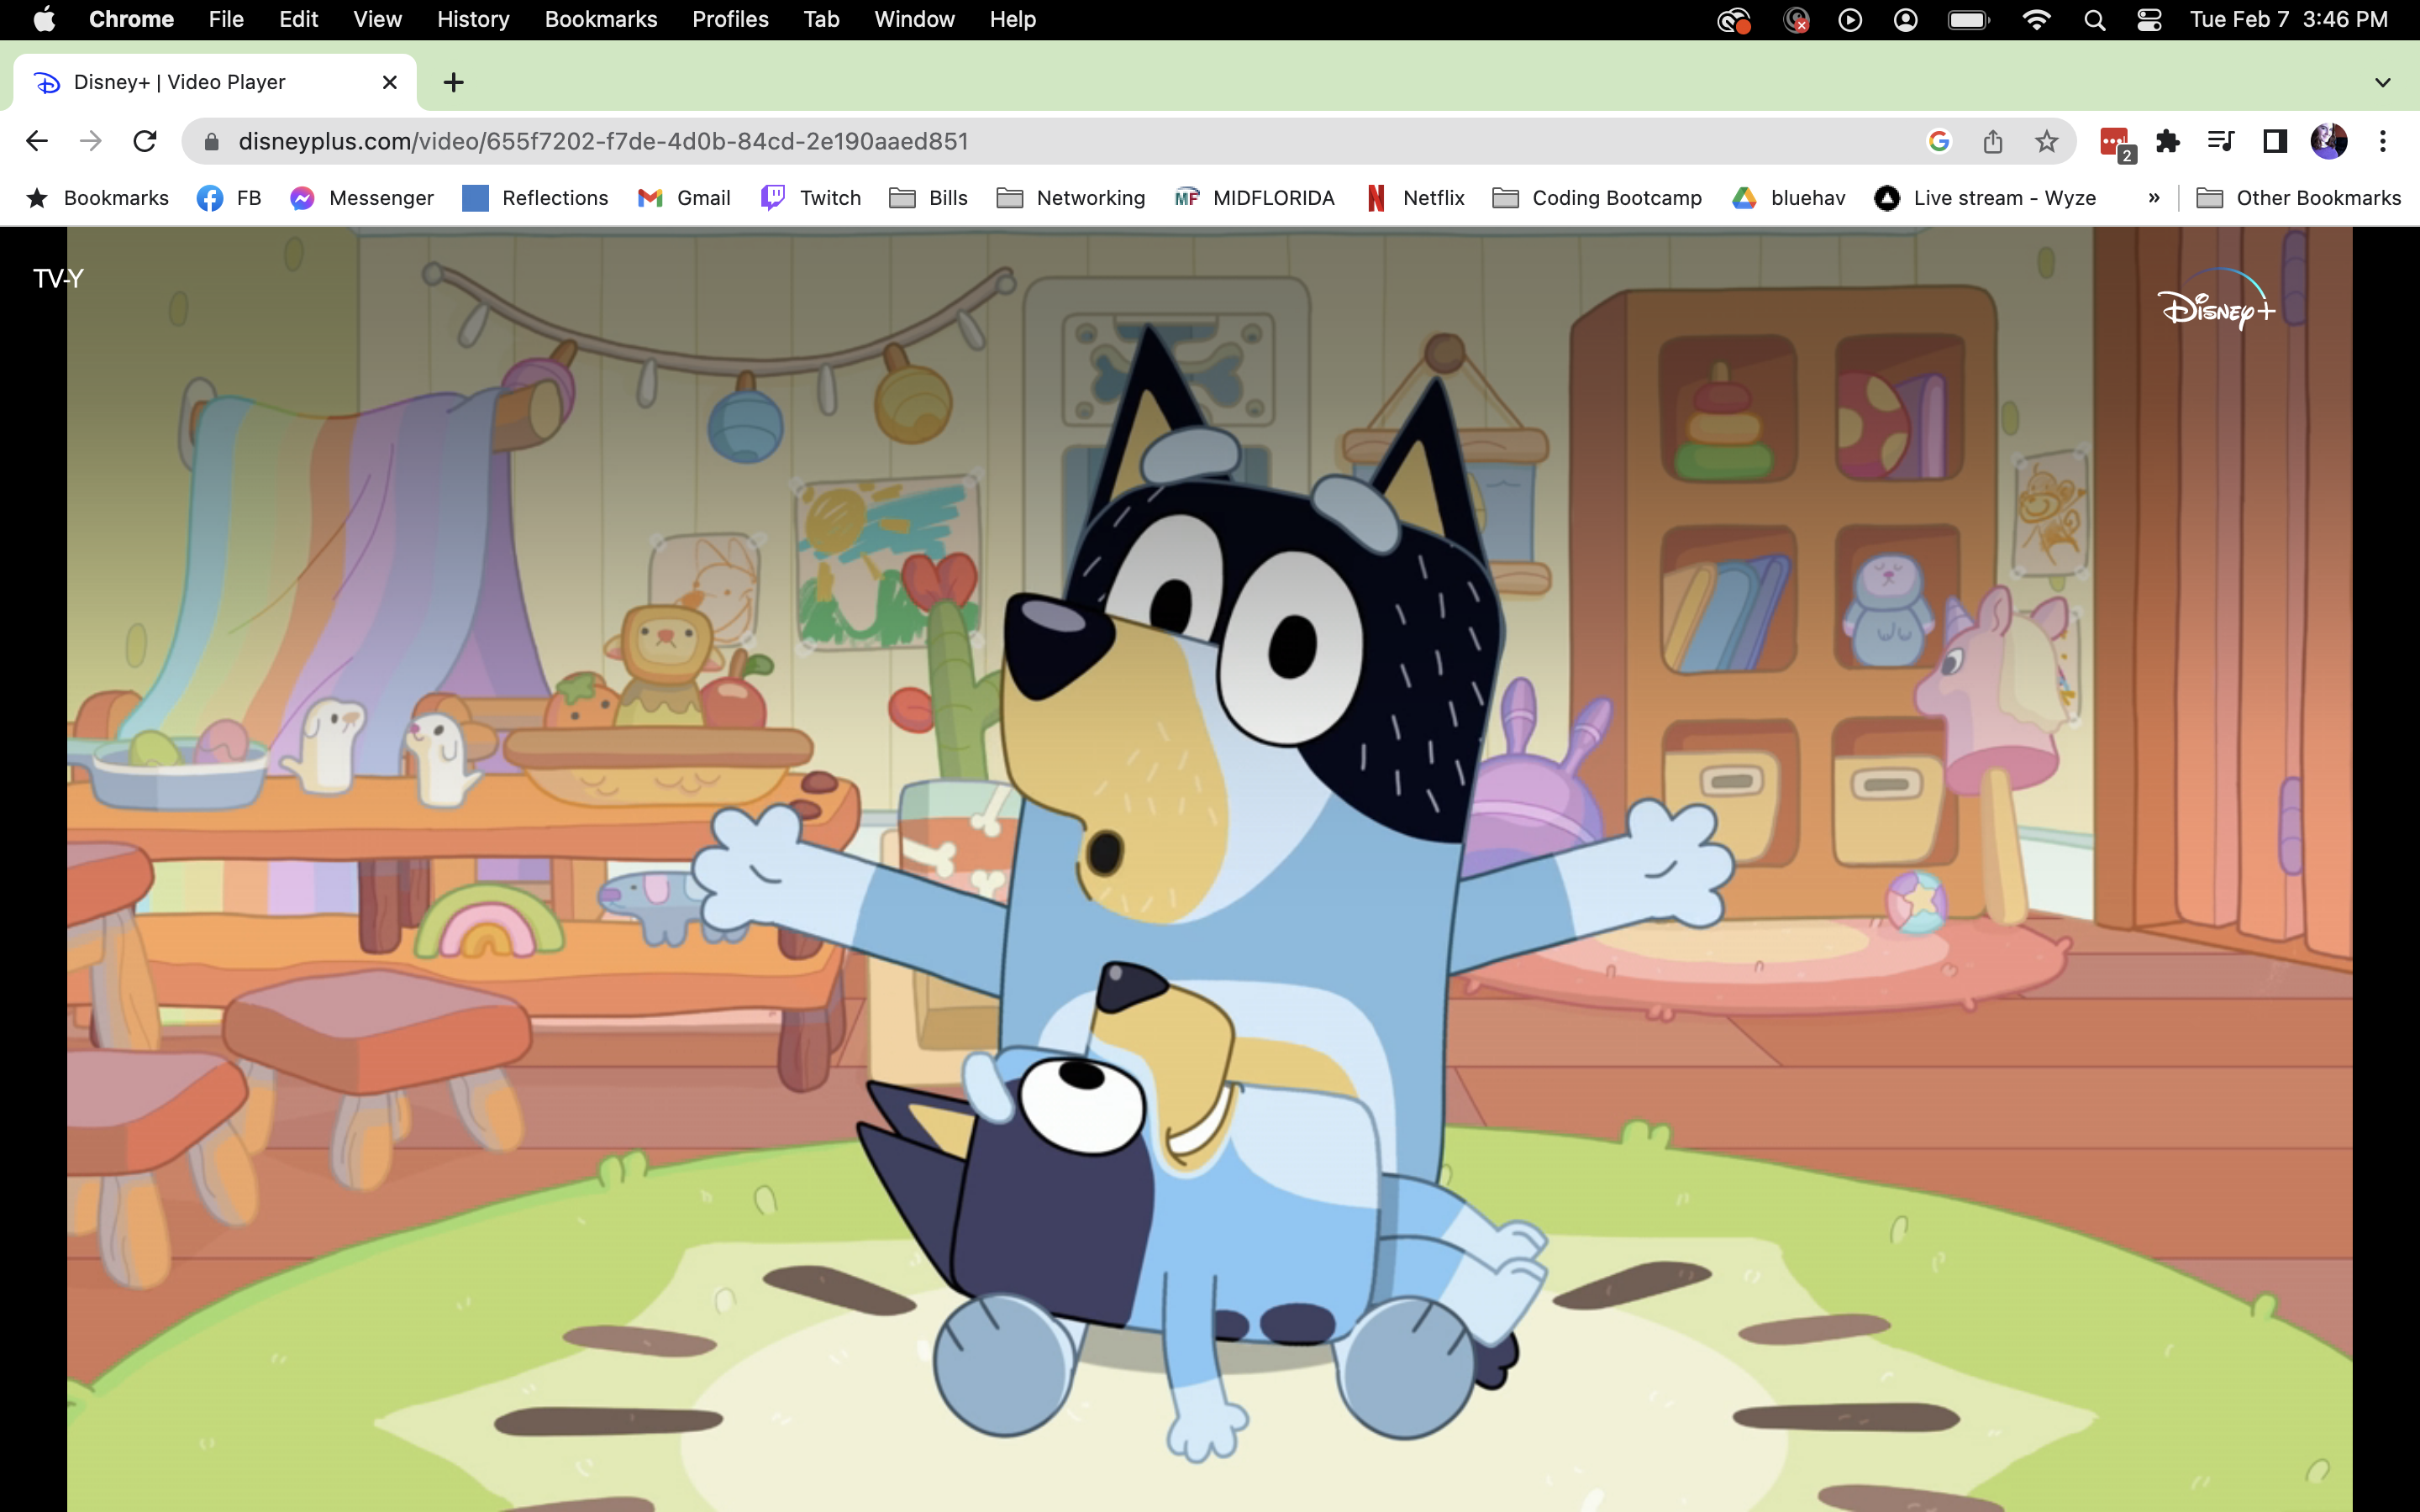 Chrome File Edit View History Bookmarks Profiles Tab Window Help Tue Feb 7 3:46 PM
Disney+ | Video Player
disneyplus.com/video/655f7202-f7de-4d0b-84cd-2e190aaed851
2
Bookmarks FB Messenger Reflections Gmail Twitch Bills Networking MF MIDFLORIDA Netflix Coding Bootcamp bluehav Live stream - Wyze » Other Bookmarks
TV-Y
Disney+